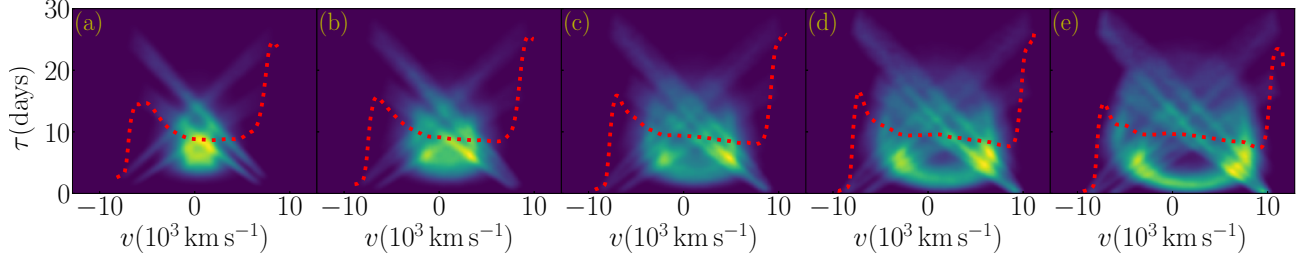 (a) (b) (c) (d) (e)
30
20
10
0
τ(days)
−10 0 10 −10 0 10 −10 0 10 −10 0 10 −10 0 10
v(10³ km s⁻¹) v(10³ km s⁻¹) v(10³ km s⁻¹) v(10³ km s⁻¹) v(10³ km s⁻¹)